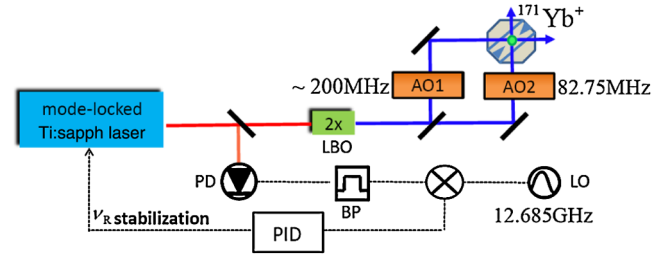 ¹⁷¹Yb⁺
~ 200MHz
AO1
AO2
82.75MHz
mode-locked
Ti:sapph laser
2x
LBO
PD
BP
LO
12.685GHz
νR stabilization
PID